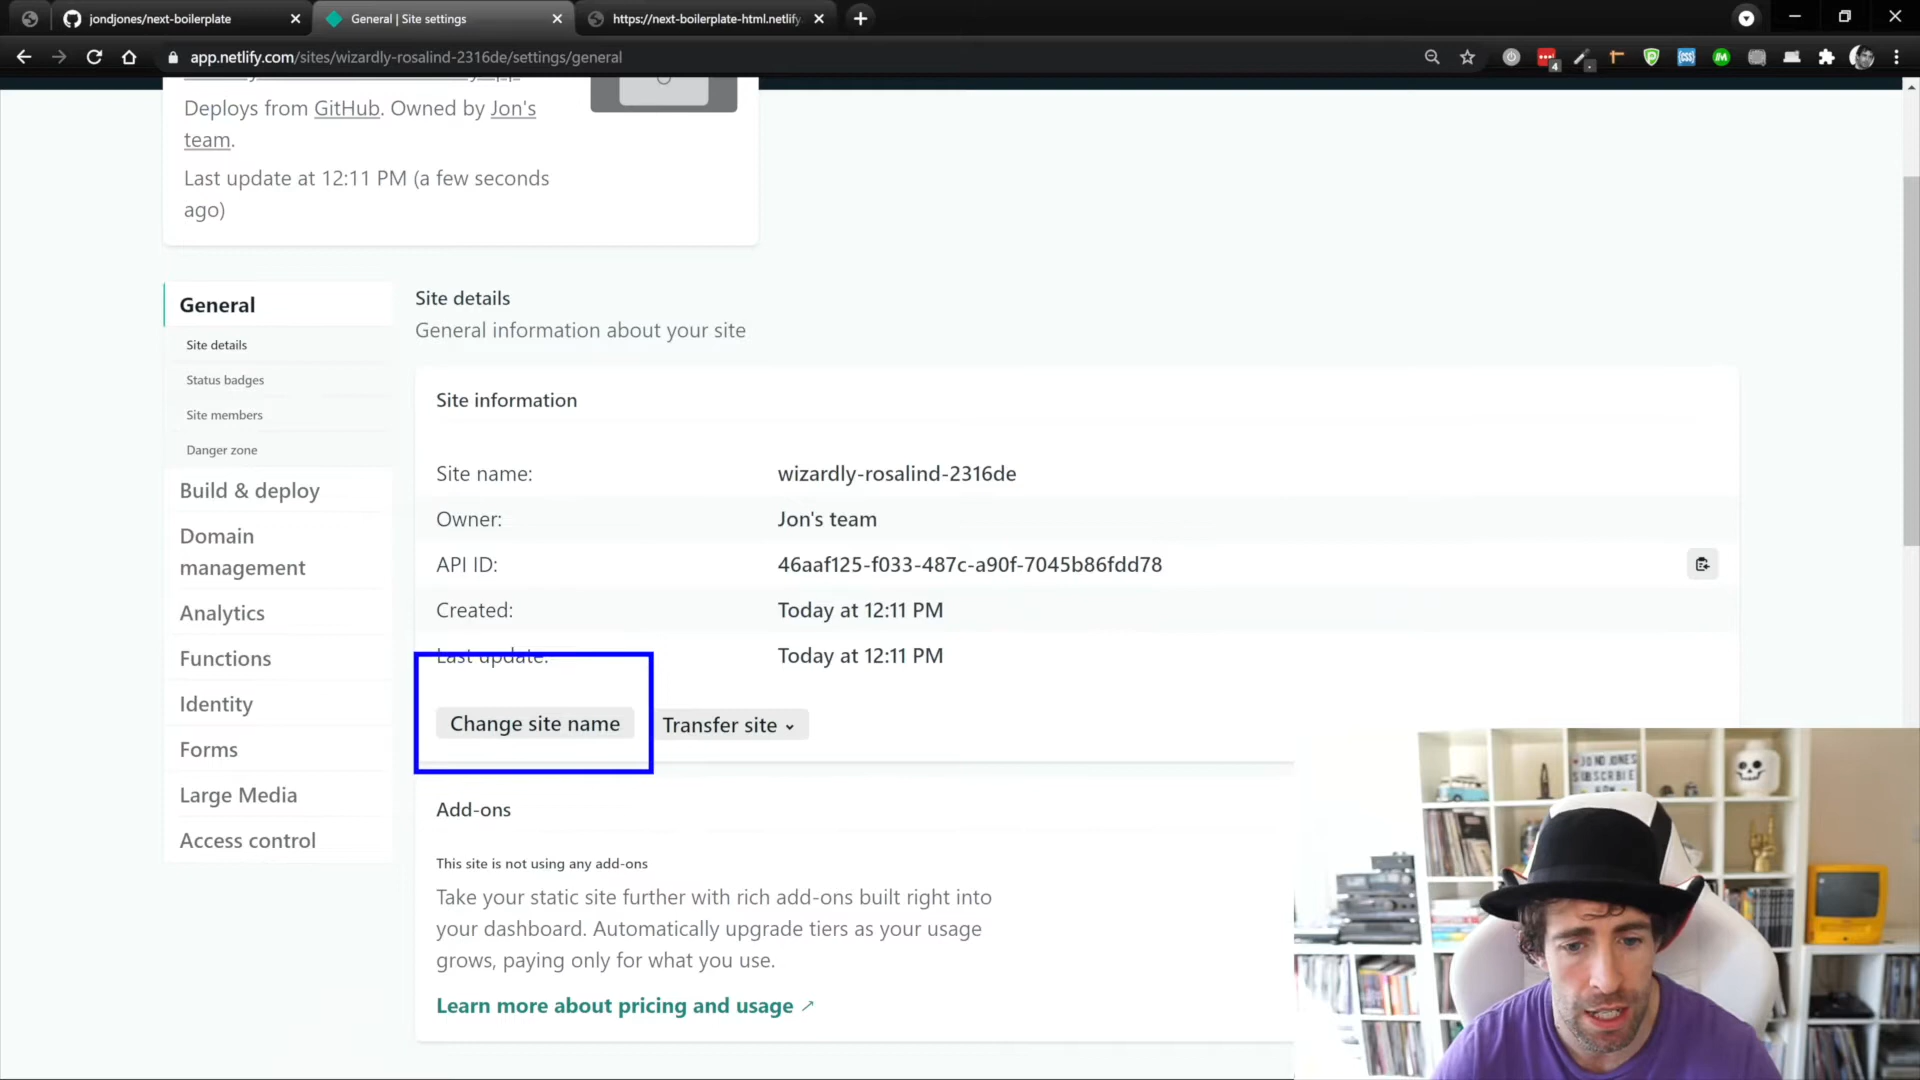 jondjones/next-boilerplate
General | Site settings
https://next-boilerplate-html.netlify.
app.netlify.com/sites/wizardly-rosalind-2316de/settings/general
4
Deploys from GitHub. Owned by Jon's
team.
Last update at 12:11 PM (a few seconds
ago)
General
Site details
Status badges
Site members
Danger zone
Build & deploy
Domain
management
Analytics
Functions
Identity
Forms
Large Media
Access control
Site details
General information about your site
Site information
Site name: wizardly-rosalind-2316de
Owner: Jon's team
API ID: 46aaf125-f033-487c-a90f-7045b86fdd78
Created: Today at 12:11 PM
Last update: Today at 12:11 PM
Change site name
Transfer site
Add-ons
This site is not using any add-ons
Take your static site further with rich add-ons built right into
your dashboard. Automatically upgrade tiers as your usage
grows, paying only for what you use.
Learn more about pricing and usage
JONDJONES
SUBSCRIBE
NOW